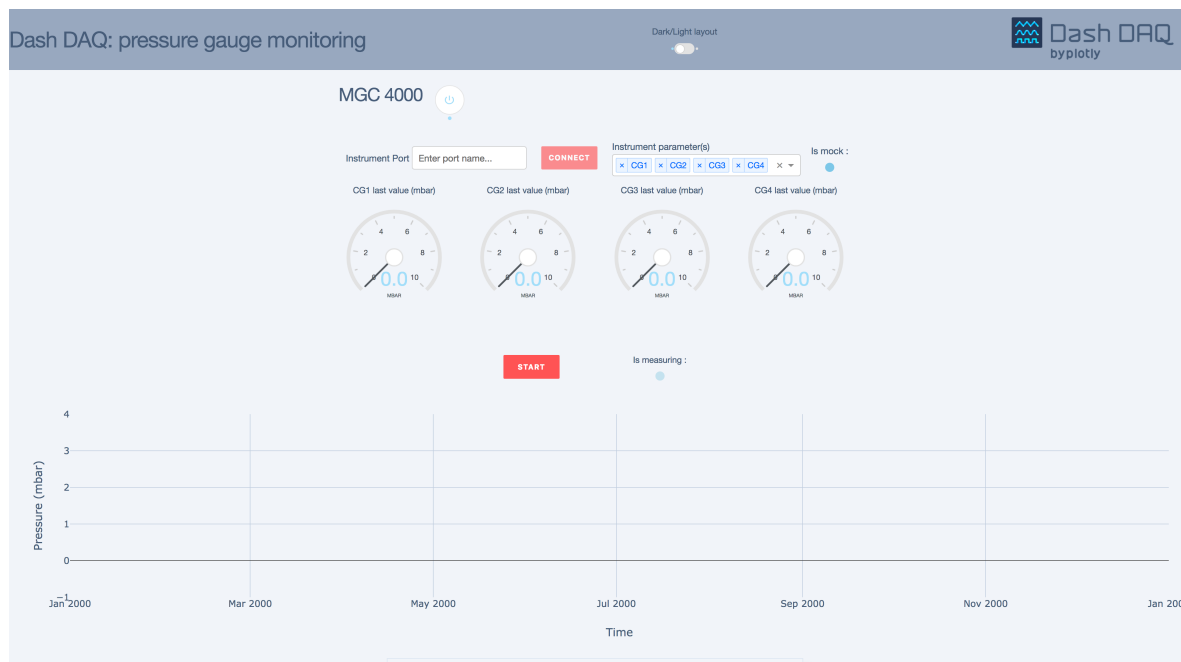 Dash DAQ: pressure gauge monitoring
Dark/Light layout
Dash DAQ
by plotly
MGC 4000
Instrument Port
Enter port name...
CONNECT
Instrument parameter(s)
× CG1 × CG2 × CG3 × CG4 ×
Is mock :
CG1 last value (mbar)
CG2 last value (mbar)
CG3 last value (mbar)
CG4 last value (mbar)
0 2 4 6 8 10
0.0
MBAR
0 2 4 6 8 10
0.0
MBAR
0 2 4 6 8 10
0.0
MBAR
0 2 4 6 8 10
0.0
MBAR
START
Is measuring :
Pressure (mbar)
4
3
2
1
0
−1
Jan 2000 Mar 2000 May 2000 Jul 2000 Sep 2000 Nov 2000 Jan 200
Time